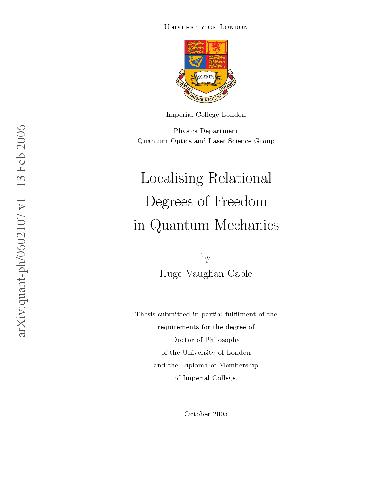 University of London
Imperial College London
Physics Department
Quantum Optics and Laser Science Group
Localising Relational
Degrees of Freedom
in Quantum Mechanics
by
Hugo Vaughan Cable
Thesis submitted in partial fulfilment of the
requirements for the degree of
Doctor of Philosophy
of the University of London
and the Diploma of Membership
of Imperial College.
October 2005
arXiv:quant-ph/0602107 v1 13 Feb 2006